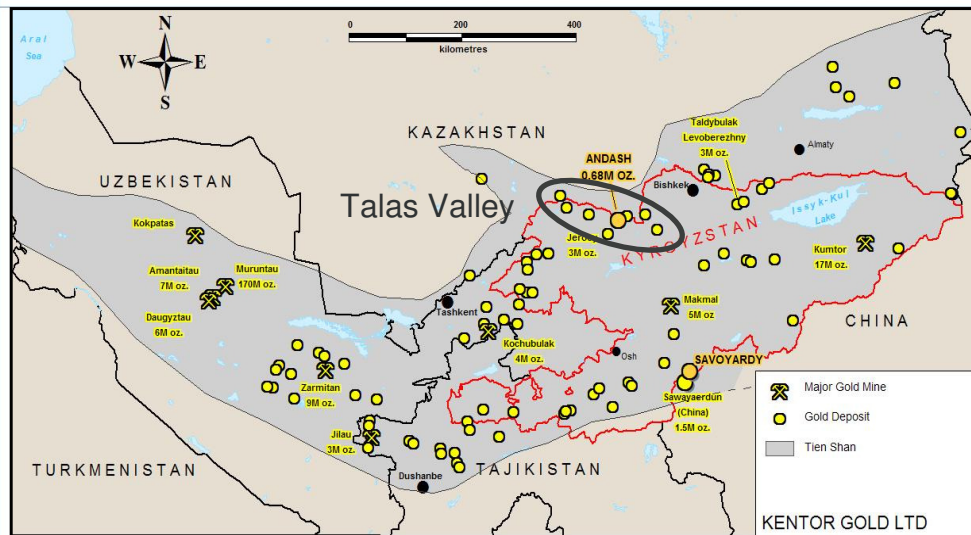 Aral
Sea
N
W E
S
0 200 400
kilometres
KAZAKHSTAN
UZBEKISTAN
Talas Valley
ANDASH
0.68M OZ.
Taldybulak
Levoberezhny
3M oz.
Almaty
Bishkek
Issyk-Kul
Lake
Kokpatas
Amantaitau
7M oz.
Muruntau
170M oz.
Daugyztau
6M oz.
Jerooy
3M oz.
KYRGYZSTAN
Kumtor
17M oz.
Tashkent
Makmal
5M oz
CHINA
Kochubulak
4M oz.
Osh
SAVOYARDY
Sawayaerdun
(China)
1.5M oz.
Zarmitan
9M oz.
Jilau
3M oz.
TURKMENISTAN
Dushanbe
TAJIKISTAN
Major Gold Mine
Gold Deposit
Tien Shan
KENTOR GOLD LTD